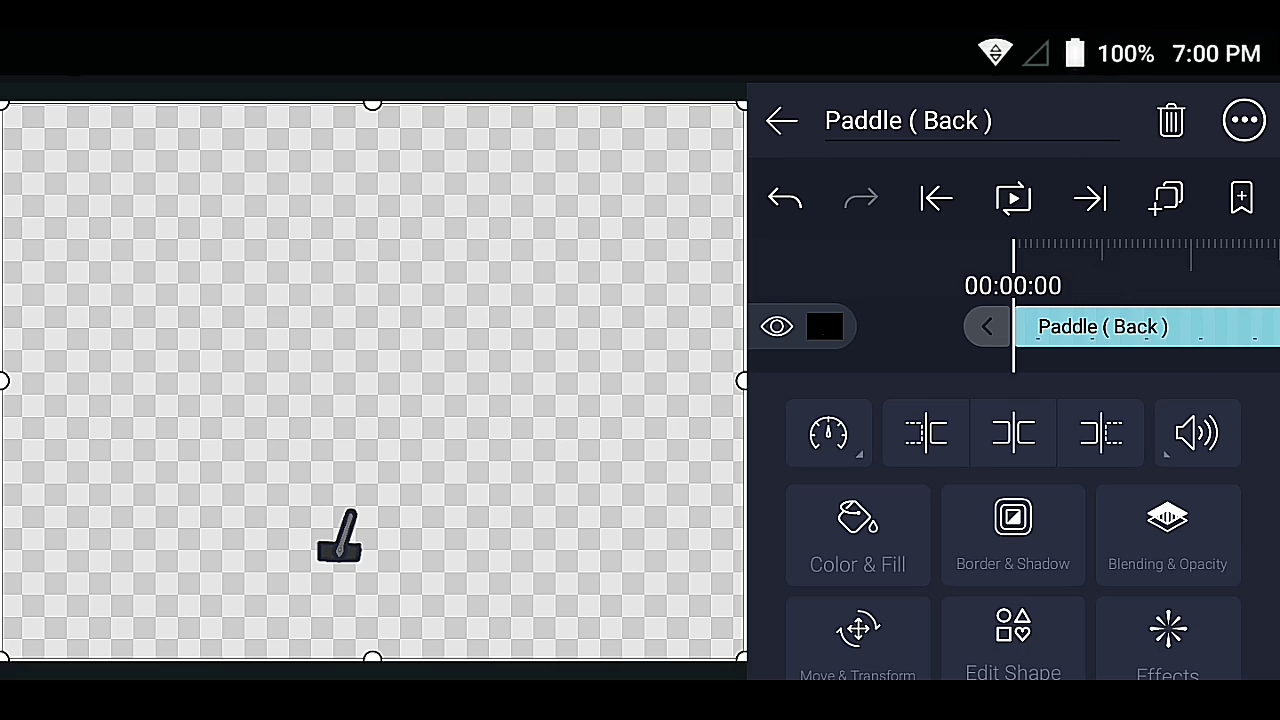 100% 7:00 PM
Paddle ( Back )
00:00:00
Paddle ( Back )
Color & Fill
Border & Shadow
Blending & Opacity
Move & Transform
Edit Shape
Effects